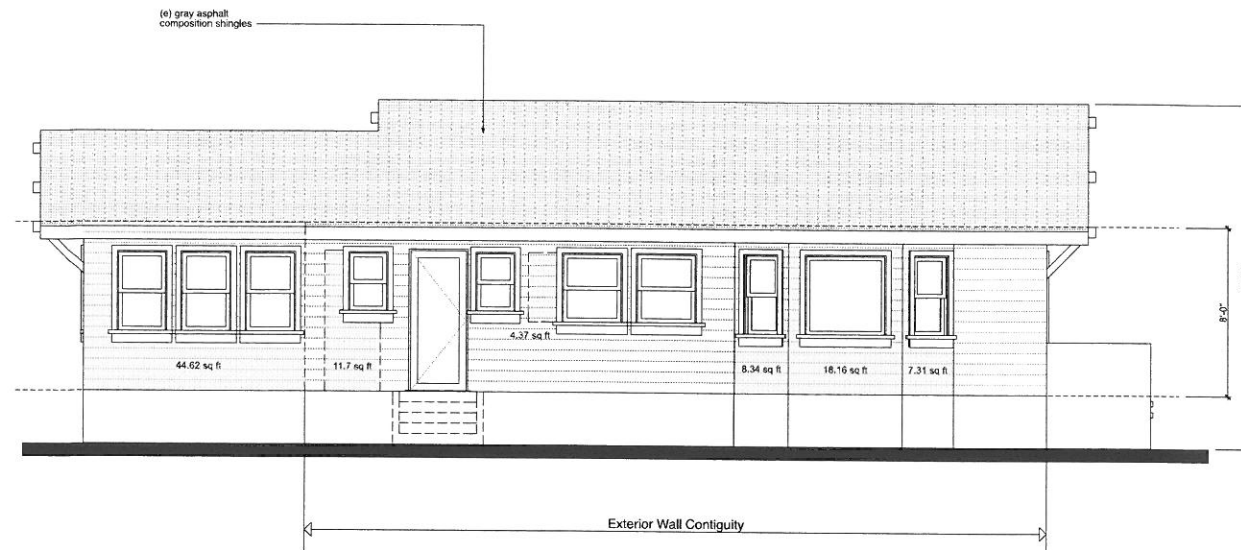 (e) gray asphalt
composition shingles
8'-0"
4.37 sq ft
44.62 sq ft
11.7 sq ft
8.34 sq ft
18.16 sq ft
7.31 sq ft
Exterior Wall Contiguity